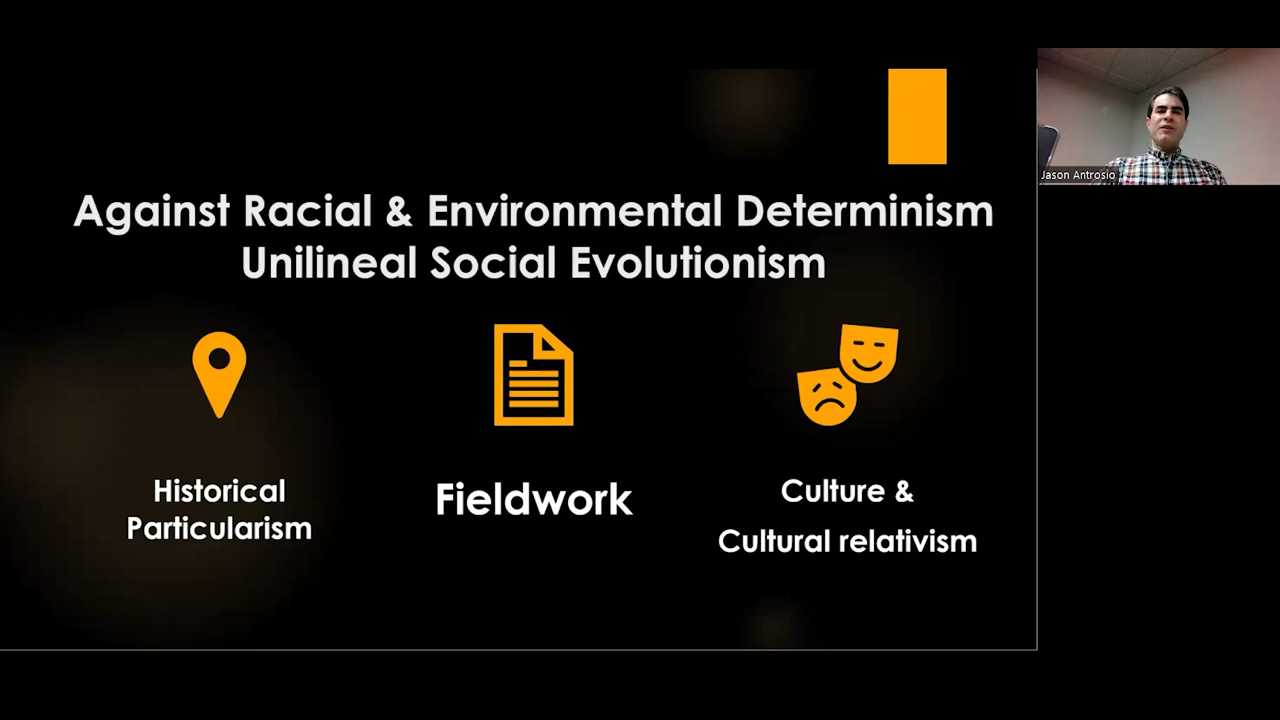 Against Racial & Environmental Determinism
Unilineal Social Evolutionism
Historical
Particularism
Fieldwork
Culture &
Cultural relativism
Jason Antrosio